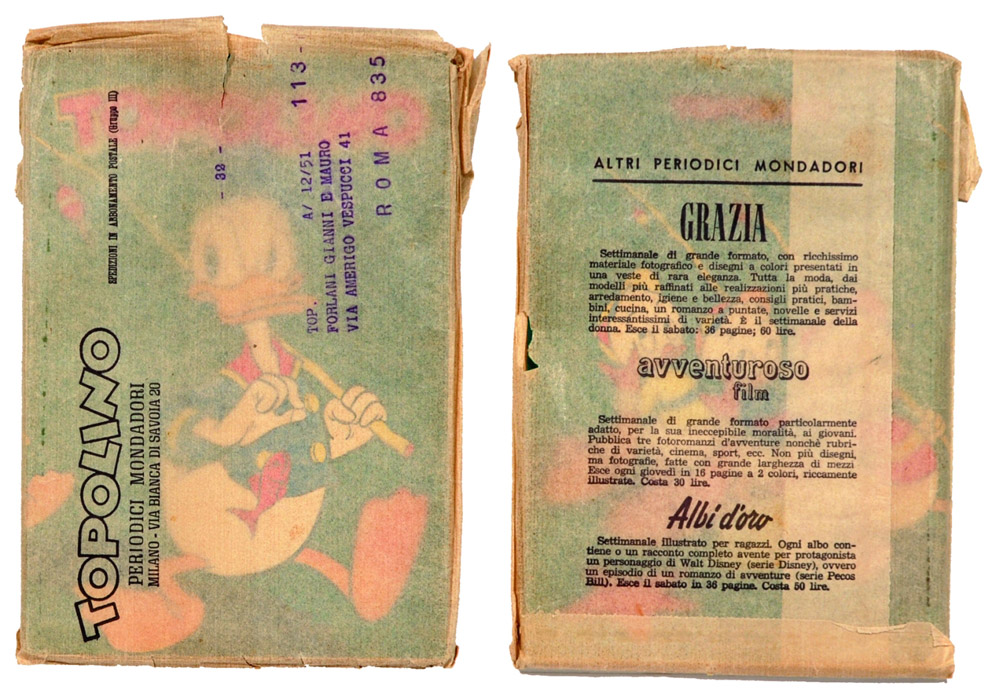 TOPOLINO
PERIODICI MONDADORI
MILANO - VIA BIANCA DI SAVOIA 20
SPEDIZIONI IN ABBONAMENTO POSTALE (Gruppo III)
- 32 -
113-
TOP. A/ 12/51
FORLANI GIANNI E MAURO
VIA AMERIGO VESPUCCI 41
ROMA 835
ALTRI PERIODICI MONDADORI
GRAZIA
Settimanale di grande formato, con ricchissimo
materiale fotografico e disegni a colori presentati in
una veste di rara eleganza. Tutta la moda, dai
modelli più raffinati alle realizzazioni più pratiche,
arredamento, igiene e bellezza, consigli pratici, bam-
bini, cucina, un romanzo a puntate, novelle e servizi
interessantissimi di varietà. È il settimanale della
donna. Esce il sabato: 36 pagine; 60 lire.
avventuroso
film
Settimanale di grande formato particolarmente
adatto, per la sua ineccepibile moralità, ai giovani.
Pubblica tre fotoromanzi d'avventure nonchè rubri-
che di varietà, cinema, sport, ecc. Non più disegni,
ma fotografie, fatte con grande larghezza di mezzi
Esce ogni giovedì in 16 pagine a 2 colori, riccamente
illustrate. Costa 30 lire.
Albi d'oro
Settimanale illustrato per ragazzi. Ogni albo con-
tiene o un racconto completo avente per protagonista
un personaggio di Walt Disney (serie Disney), ovvero
un episodio di un romanzo di avventure (serie Pecos
Bill). Esce il sabato in 36 pagine. Costa 50 lire.